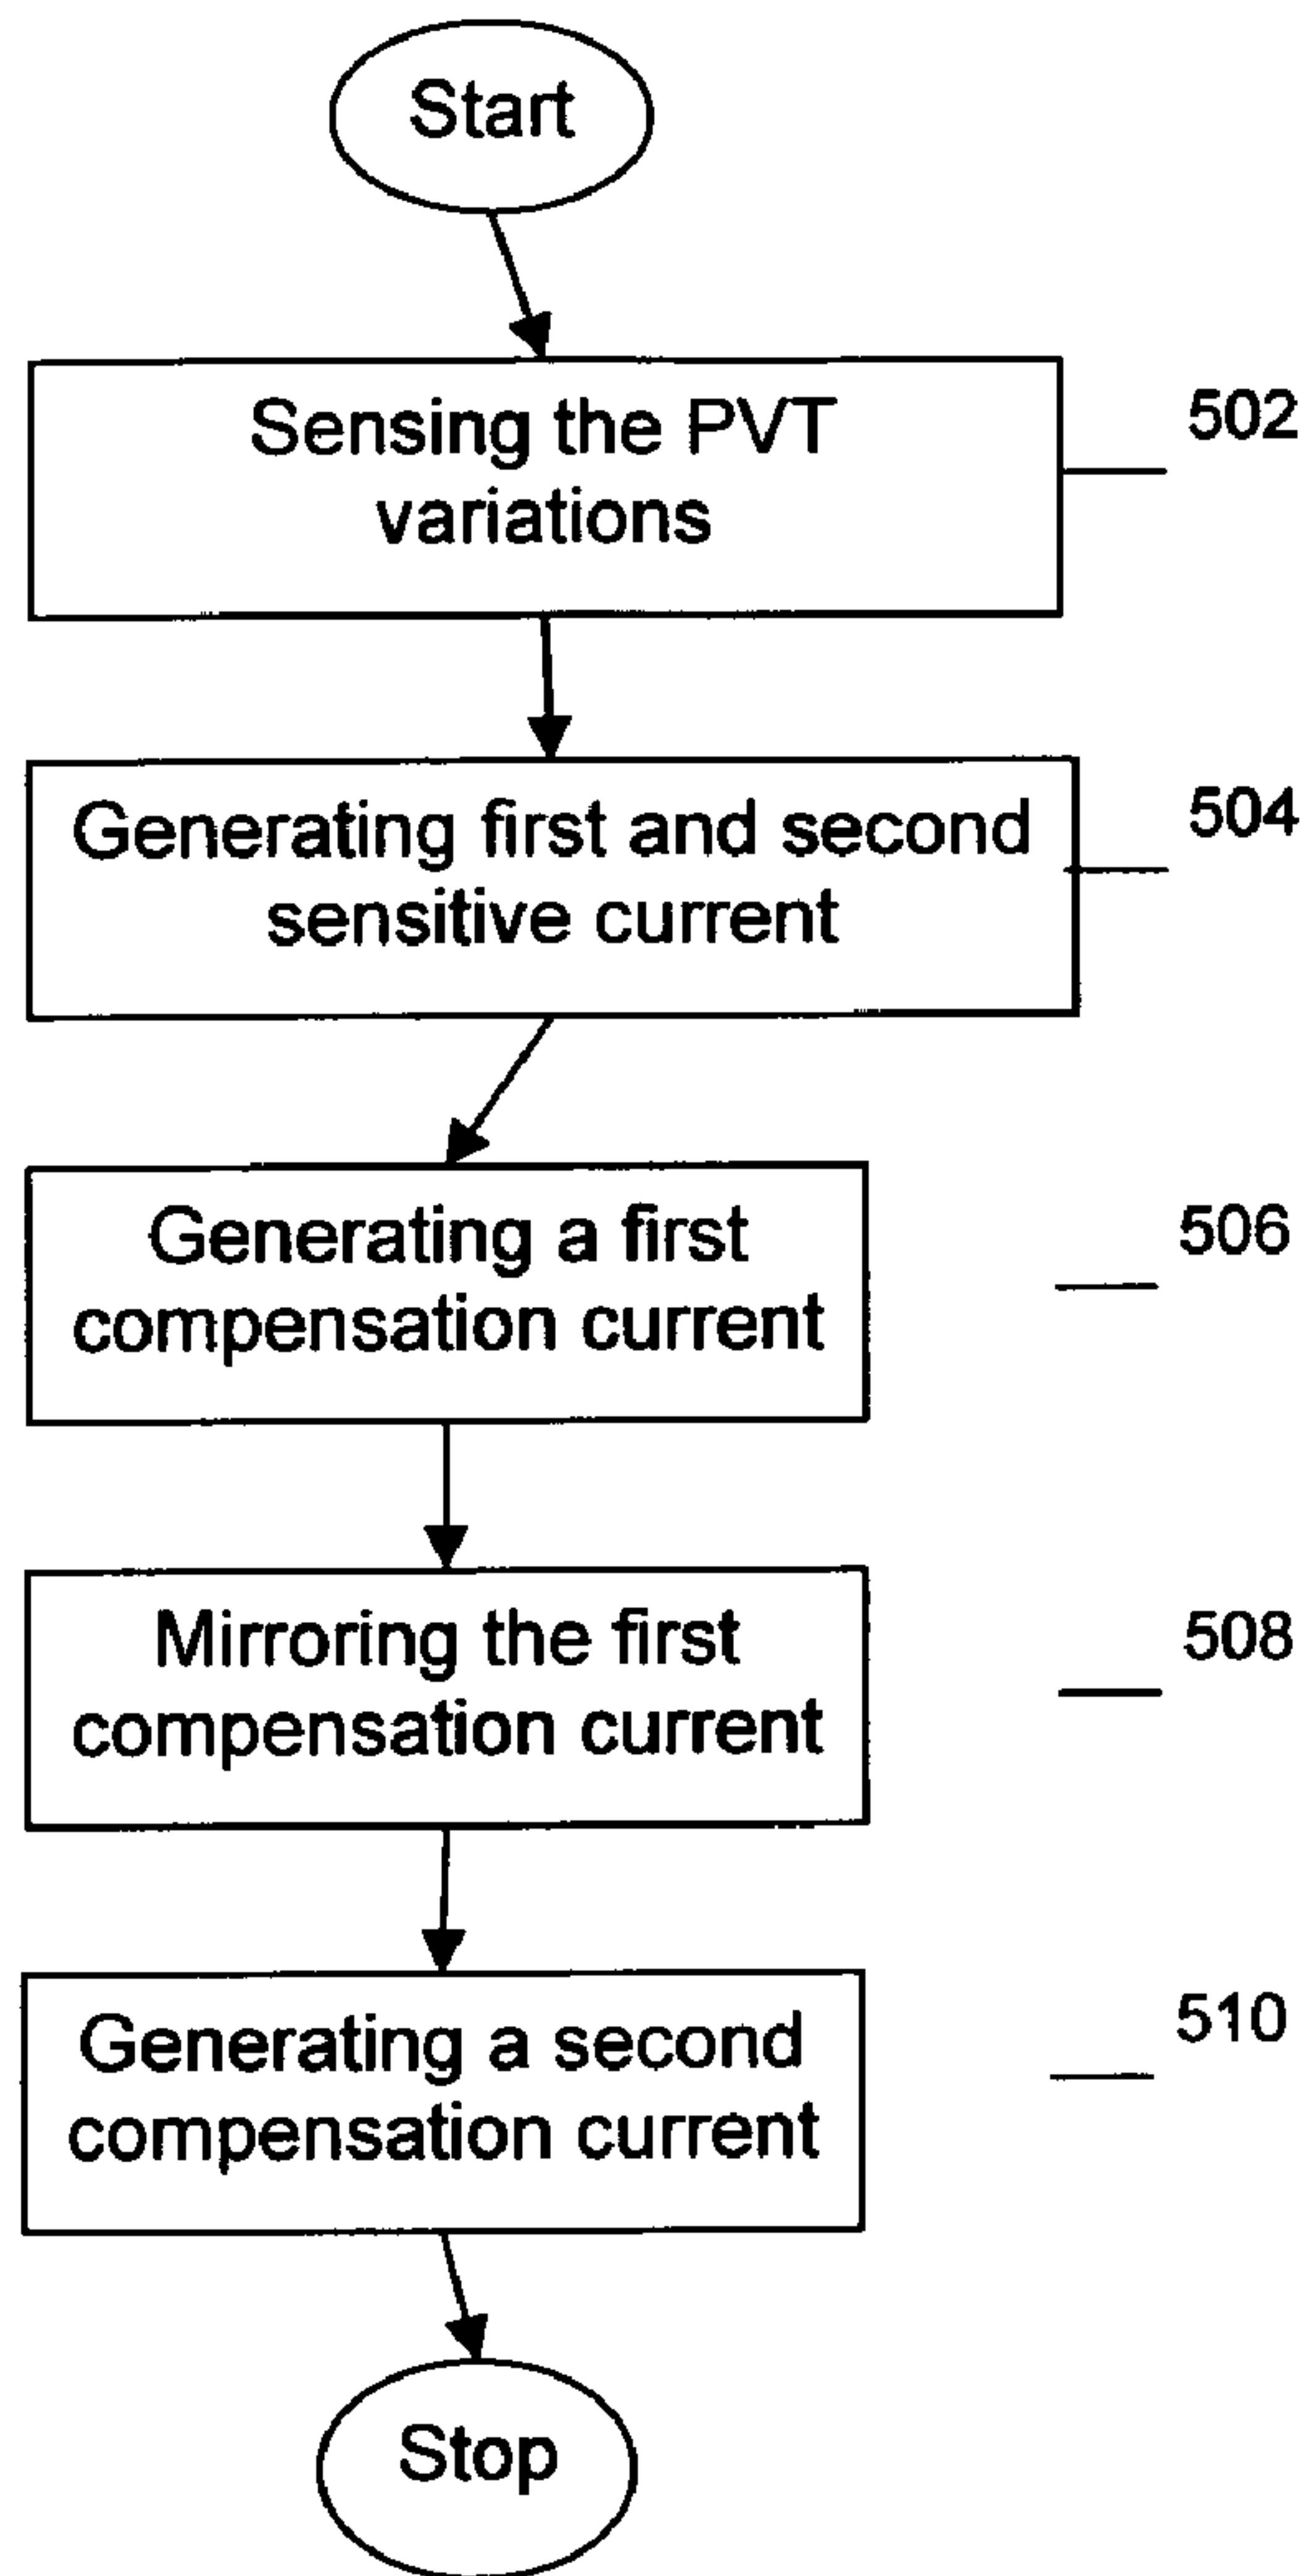 Start
Sensing the PVT
variations
502
Generating first and second
sensitive current
504
Generating a first
compensation current
506
Mirroring the first
compensation current
508
Generating a second
compensation current
510
Stop